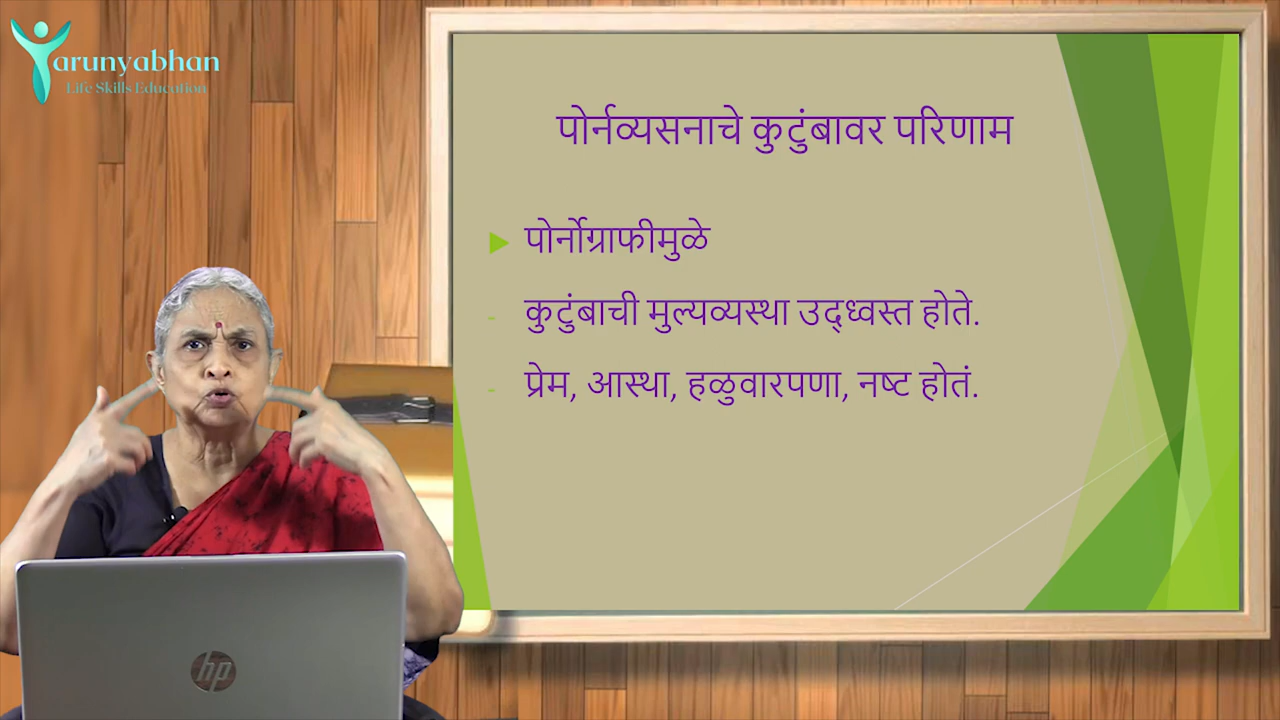 Tarunyabhan
Life Skills Education
पोर्नव्यसनाचे कुटुंबावर परिणाम
पोर्नोग्राफीमुळे
- कुटुंबाची मुल्यव्यस्था उद्ध्वस्त होते.
- प्रेम, आस्था, हळुवारपणा, नष्ट होतं.
hp